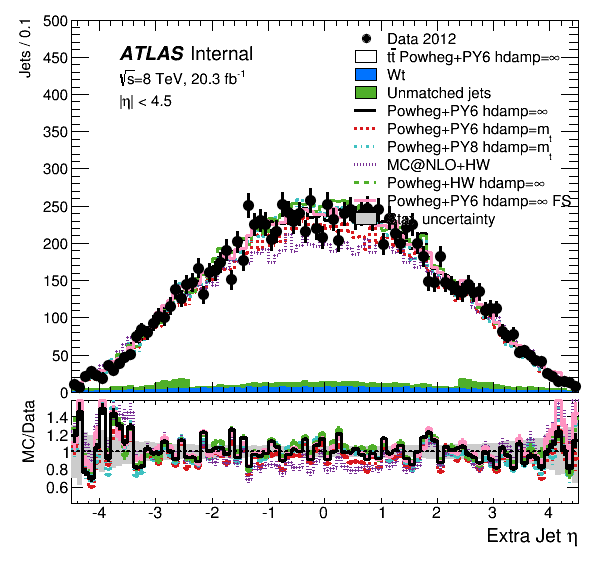 Jets / 0.1
500
450
400
350
300
250
200
150
100
50
0
ATLAS Internal
√s=8 TeV, 20.3 fb⁻¹
|η| < 4.5
Data 2012
tt̄ Powheg+PY6 hdamp=∞
Wt
Unmatched jets
Powheg+PY6 hdamp=∞
Powheg+PY6 hdamp=mₜ
Powheg+PY8 hdamp=mₜ
MC@NLO+HW
Powheg+HW hdamp=∞
Powheg+PY6 hdamp=∞ FS
Stat. uncertainty
MC/Data
1.4
1.2
1
0.8
0.6
-4 -3 -2 -1 0 1 2 3 4
Extra Jet η